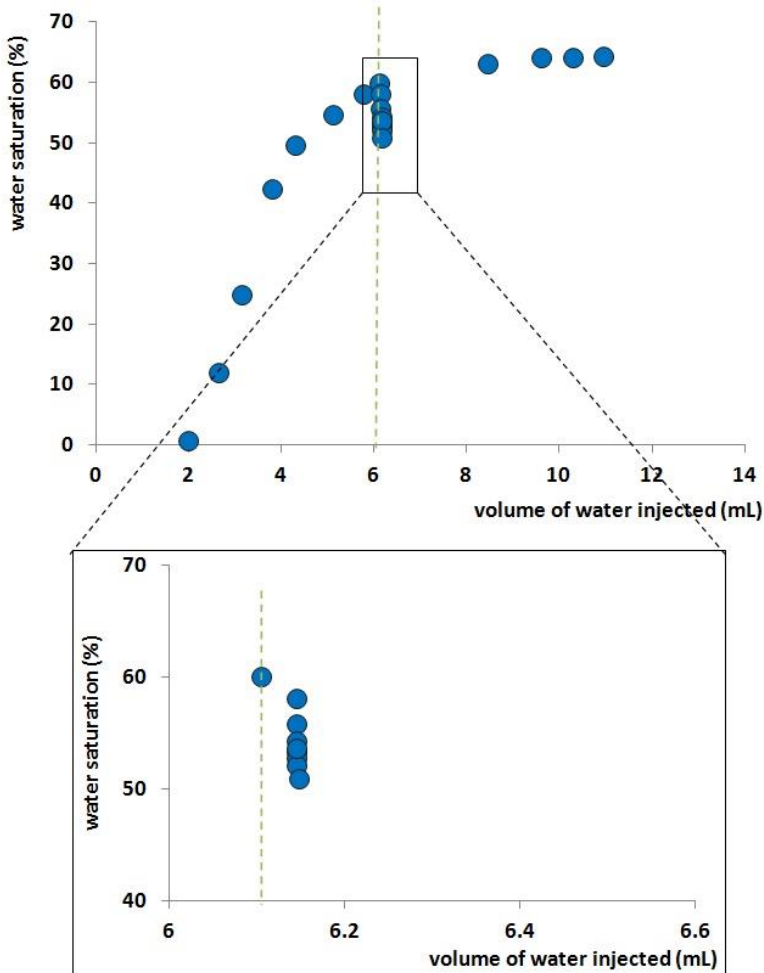 70
60
50
40
30
20
10
0
water saturation (%)
0 2 4 6 8 10 12 14
volume of water injected (mL)
70
60
50
40
water saturation (%)
6 6.2 6.4 6.6
volume of water injected (mL)